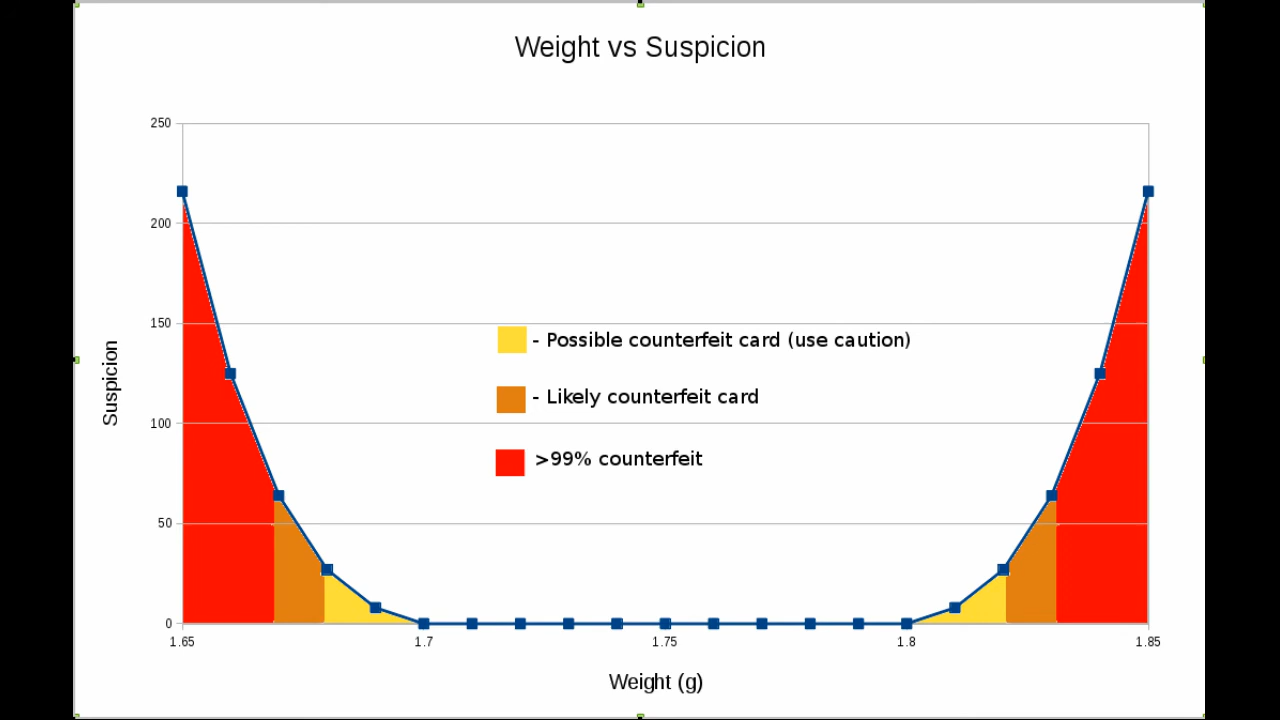 Weight vs Suspicion
250
200
150
100
50
0
Suspicion
- Possible counterfeit card (use caution)
- Likely counterfeit card
>99% counterfeit
1.65 1.7 1.75 1.8 1.85
Weight (g)